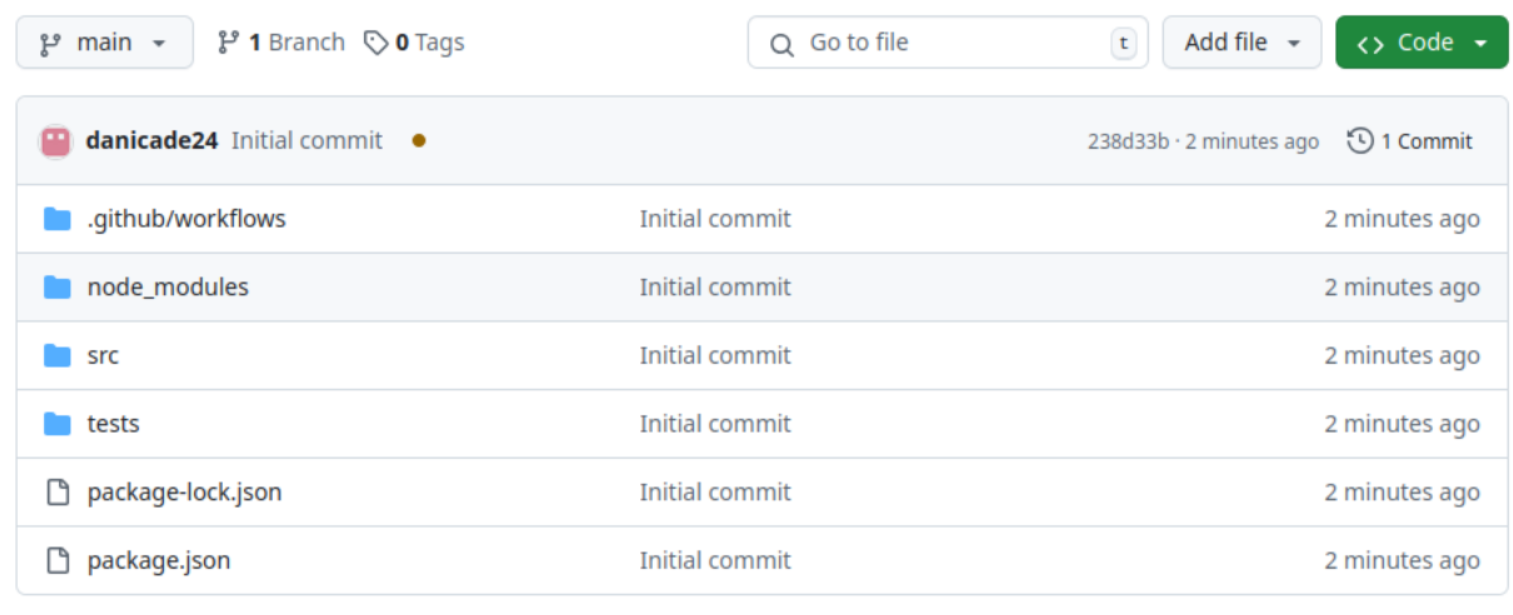 main 1 Branch 0 Tags Go to file t Add file Code
danicade24 Initial commit 238d33b · 2 minutes ago 1 Commit
.github/workflows Initial commit 2 minutes ago
node_modules Initial commit 2 minutes ago
src Initial commit 2 minutes ago
tests Initial commit 2 minutes ago
package-lock.json Initial commit 2 minutes ago
package.json Initial commit 2 minutes ago